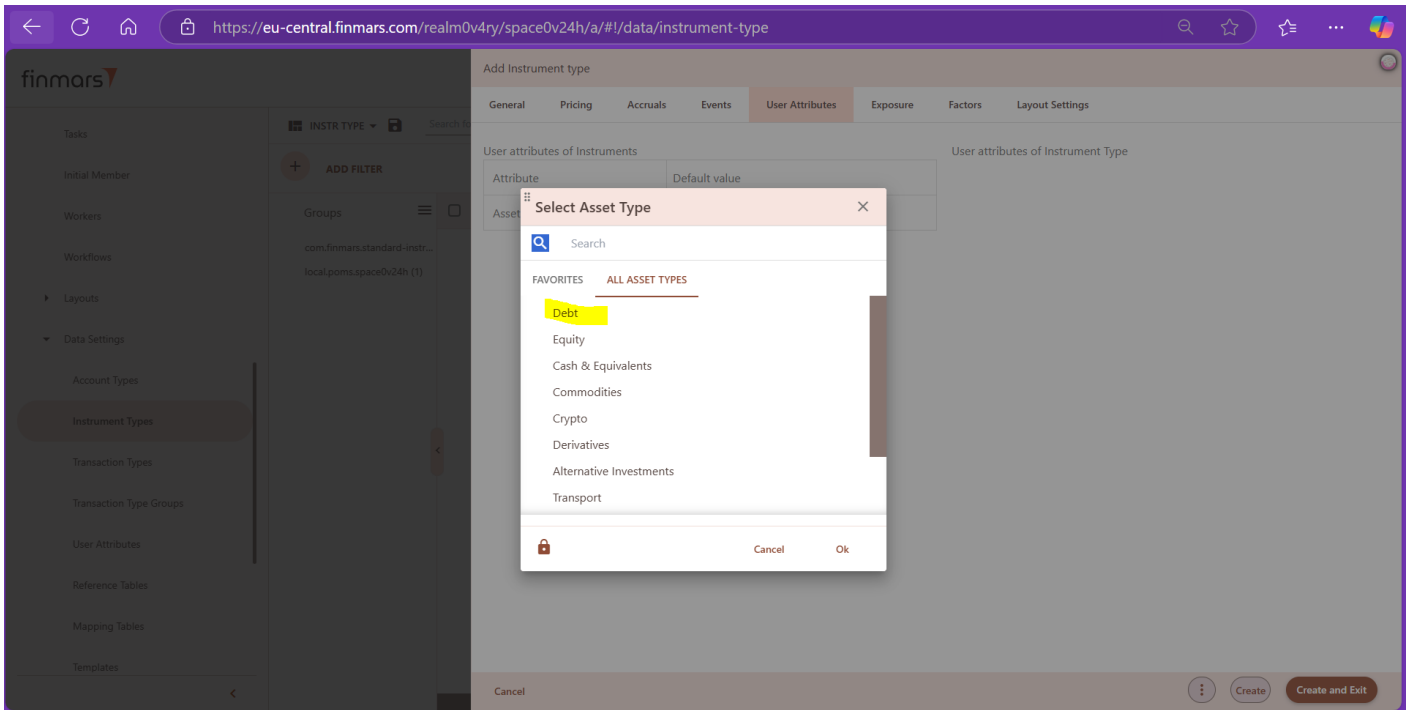 https://eu-central.finmars.com/realm0v4ry/space0v24h/a/#!/data/instrument-type
finmars
Tasks
Initial Member
Workers
Workflows
Layouts
Data Settings
Account Types
Instrument Types
Transaction Types
Transaction Type Groups
User Attributes
Reference Tables
Mapping Tables
Templates
INSTR TYPE
Search fo
ADD FILTER
Groups
com.finmars.standard-instr...
local.poms.space0v24h (1)
Add Instrument type
General Pricing Accruals Events User Attributes Exposure Factors Layout Settings
User attributes of Instruments
Attribute Default value
Asset
User attributes of Instrument Type
Select Asset Type
Search
FAVORITES ALL ASSET TYPES
Debt
Equity
Cash & Equivalents
Commodities
Crypto
Derivatives
Alternative Investments
Transport
Cancel Ok
Cancel Create Create and Exit